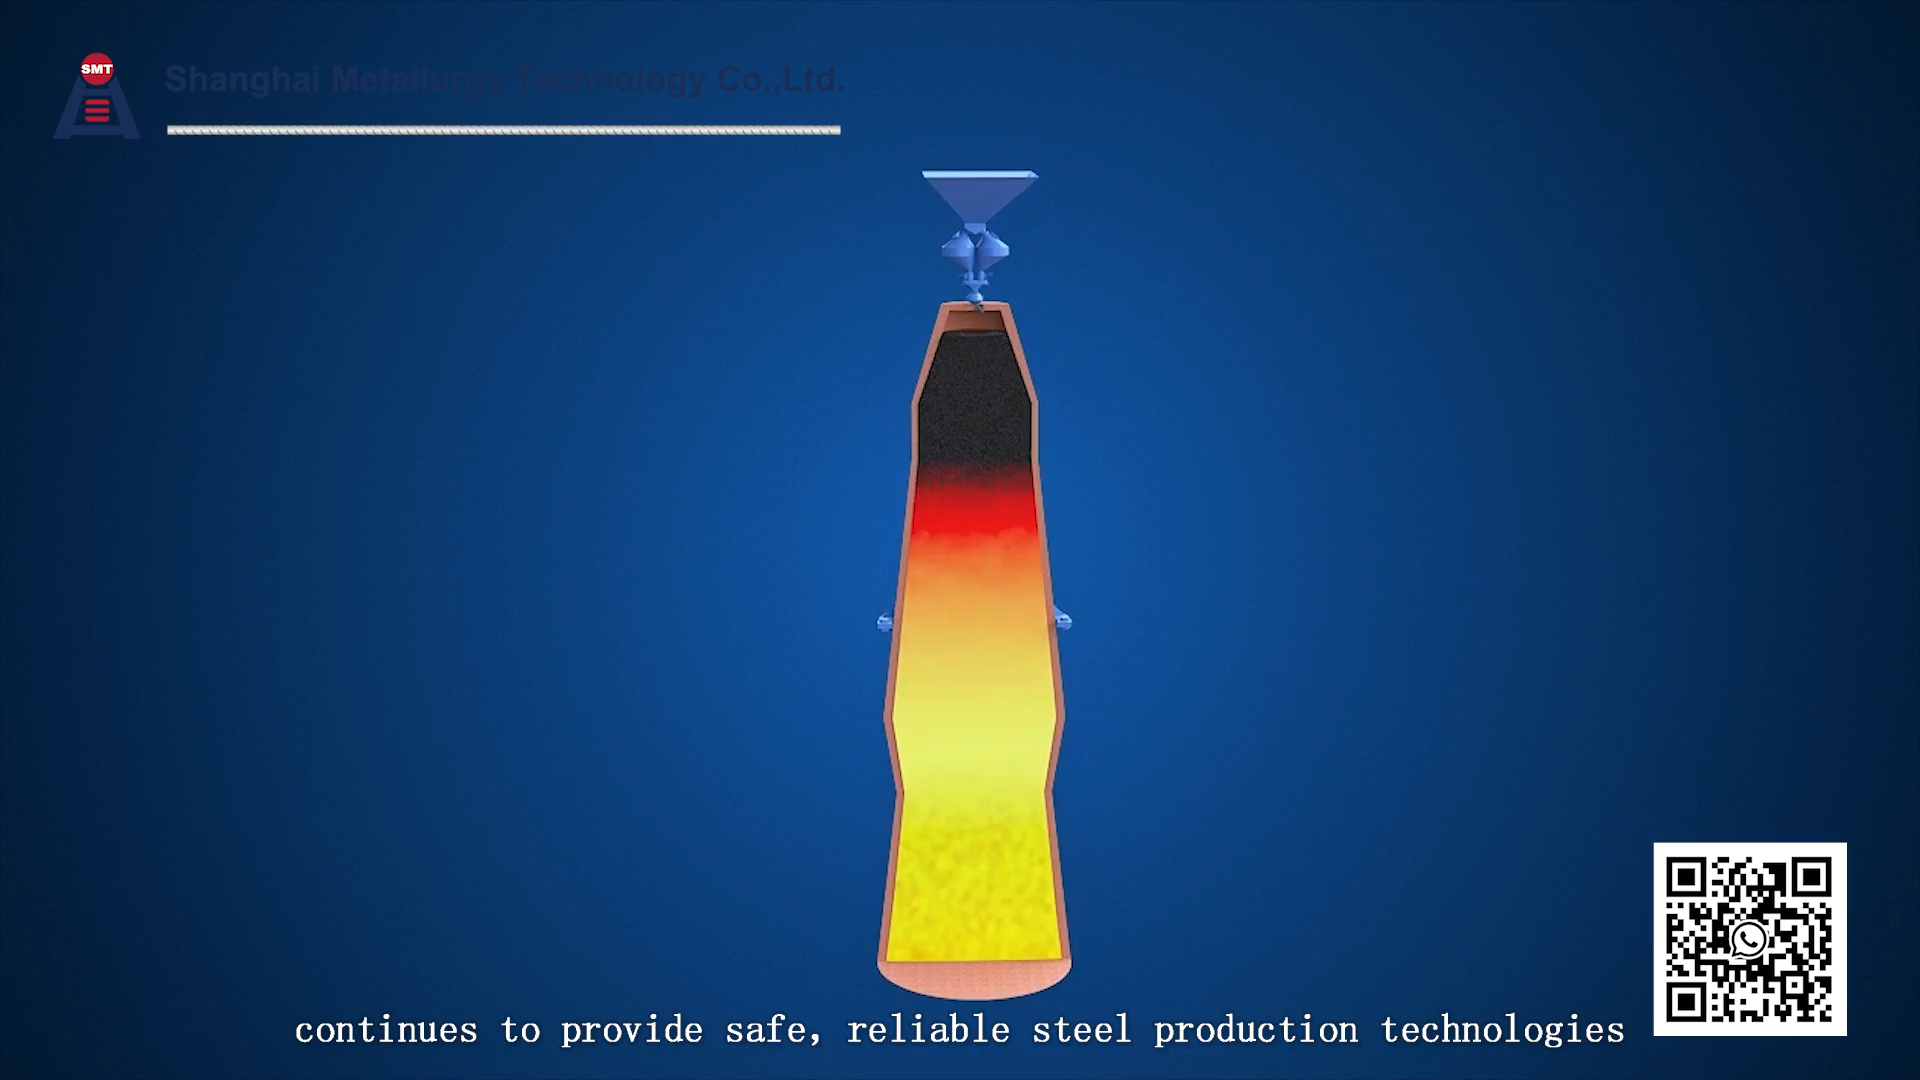 SMT
Shanghai Metallurgy Technology Co.,Ltd.
continues to provide safe, reliable steel production technologies